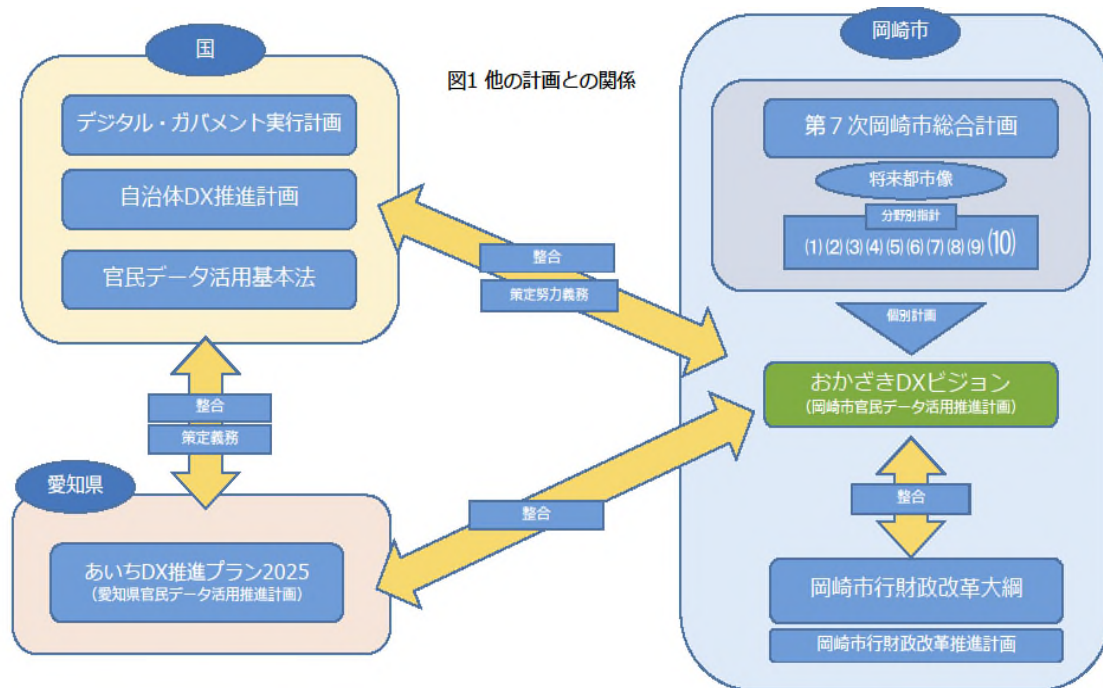 図1 他の計画との関係
国
デジタル・ガバメント実行計画
自治体DX推進計画
官民データ活用基本法
整合
策定義務
愛知県
あいちDX推進プラン2025
(愛知県官民データ活用推進計画)
整合
策定努力義務
整合
岡崎市
第7次岡崎市総合計画
将来都市像
分野別指針
(1)(2)(3)(4)(5)(6)(7)(8)(9)(10)
個別計画
おかざきDXビジョン
(岡崎市官民データ活用推進計画)
整合
岡崎市行財政改革大綱
岡崎市行財政改革推進計画